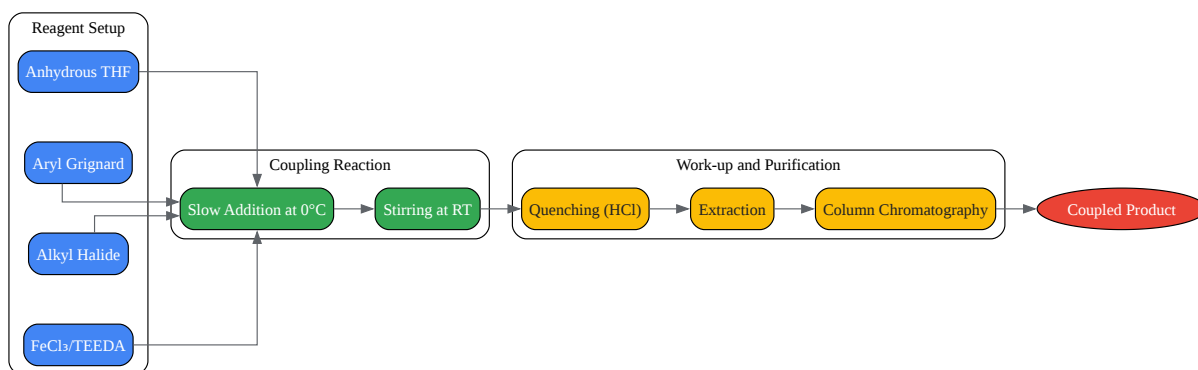 Reagent Setup
Anhydrous THF
Aryl Grignard
Alkyl Halide
FeCl₃/TEEDA
Coupling Reaction
Slow Addition at 0°C
Stirring at RT
Work-up and Purification
Quenching (HCl)
Extraction
Column Chromatography
Coupled Product